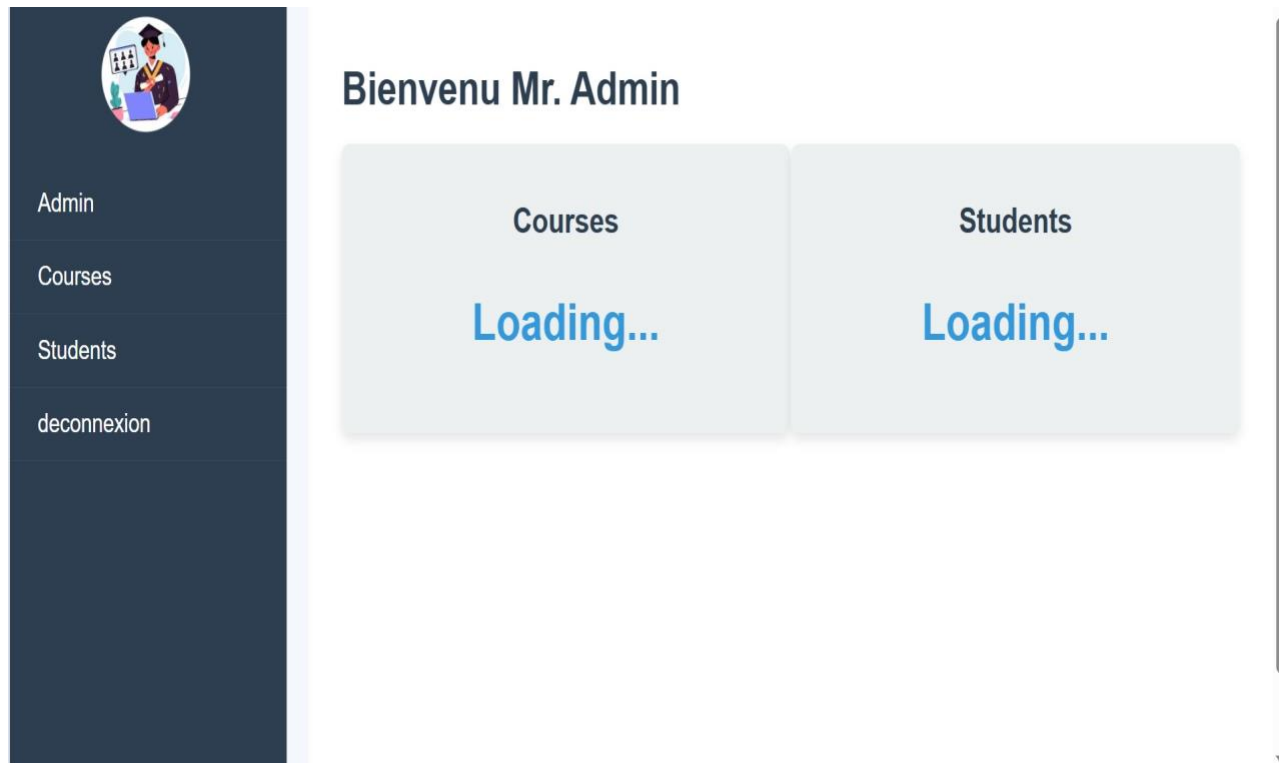 Bienvenu Mr. Admin
Admin
Courses
Students
deconnexion
Courses
Loading...
Students
Loading...